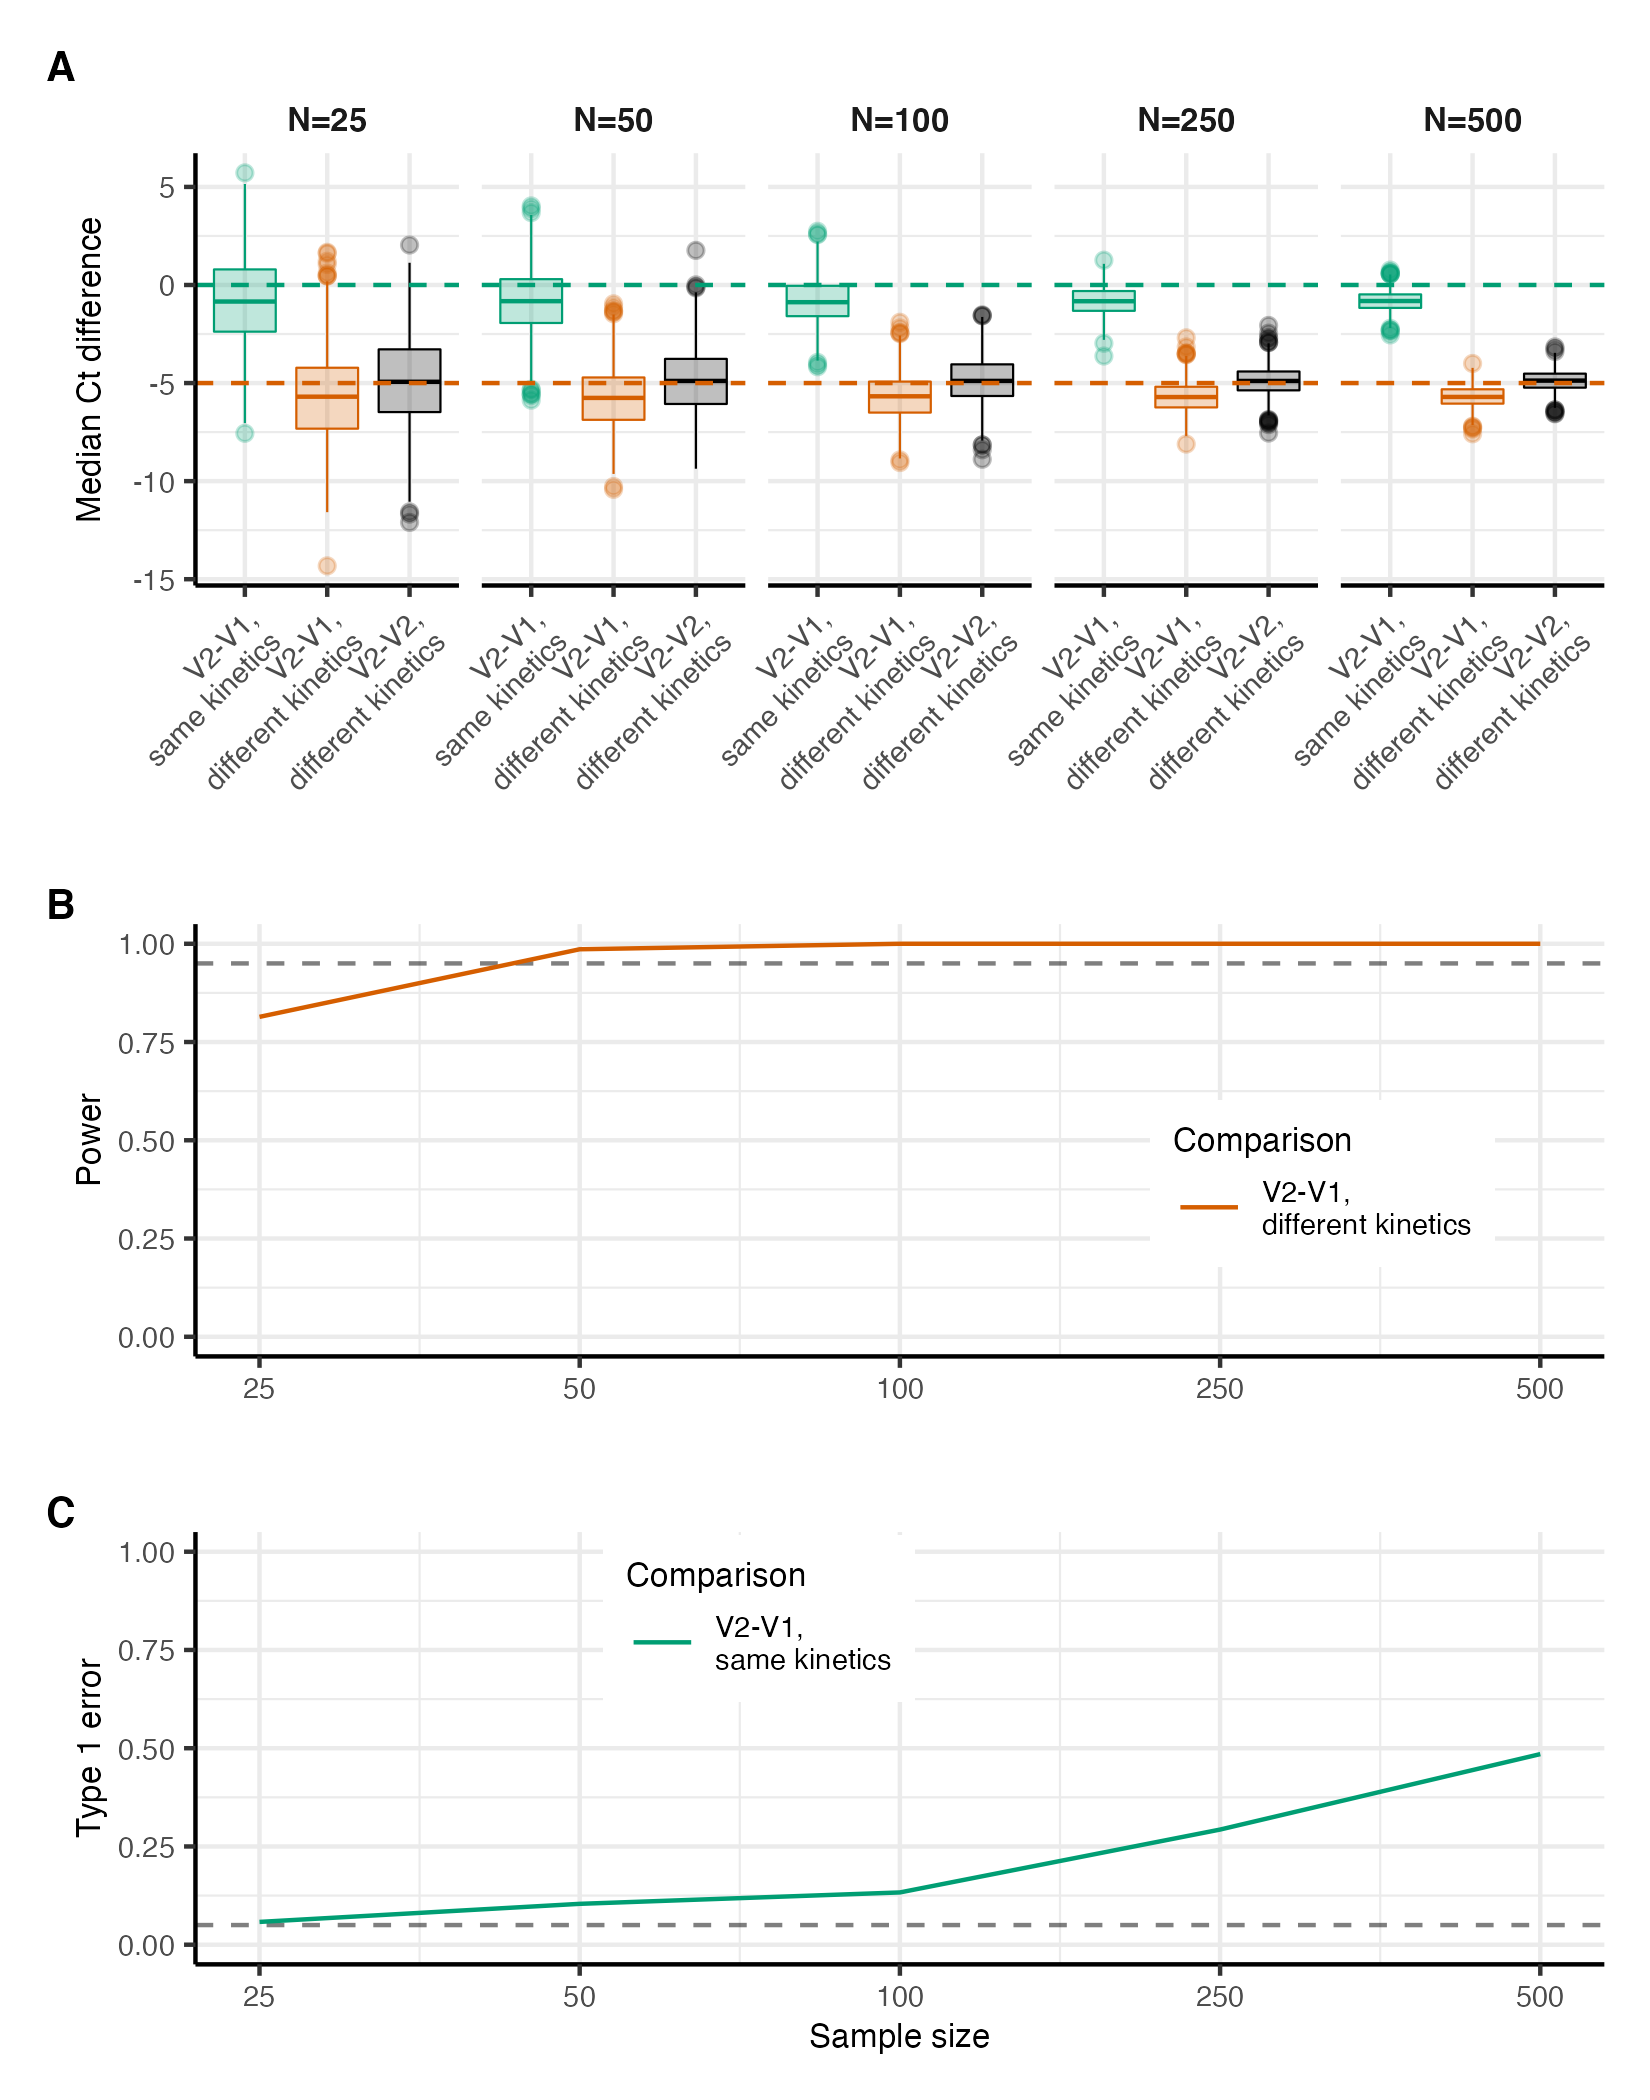 A
N=25 N=50 N=100 N=250 N=500
Median Ct difference
5
0
-5
-10
-15
V2-V1,
same kinetics
V2-V1,
different kinetics
V2-V2,
different kinetics
V2-V1,
same kinetics
V2-V1,
different kinetics
V2-V2,
different kinetics
V2-V1,
same kinetics
V2-V1,
different kinetics
V2-V2,
different kinetics
V2-V1,
same kinetics
V2-V1,
different kinetics
V2-V2,
different kinetics
V2-V1,
same kinetics
V2-V1,
different kinetics
V2-V2,
different kinetics
B
Power
1.00
0.75
0.50
0.25
0.00
Comparison
V2-V1,
different kinetics
25 50 100 250 500
C
Type 1 error
1.00
0.75
0.50
0.25
0.00
Comparison
V2-V1,
same kinetics
25 50 100 250 500
Sample size